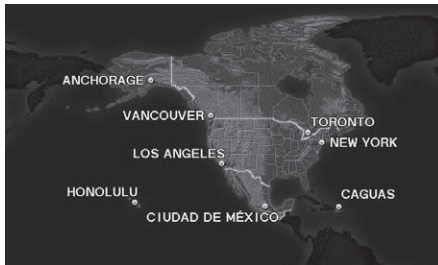 ANCHORAGE
VANCOUVER
TORONTO
NEW YORK
LOS ANGELES
HONOLULU
CAGUAS
CIUDAD DE MÉXICO